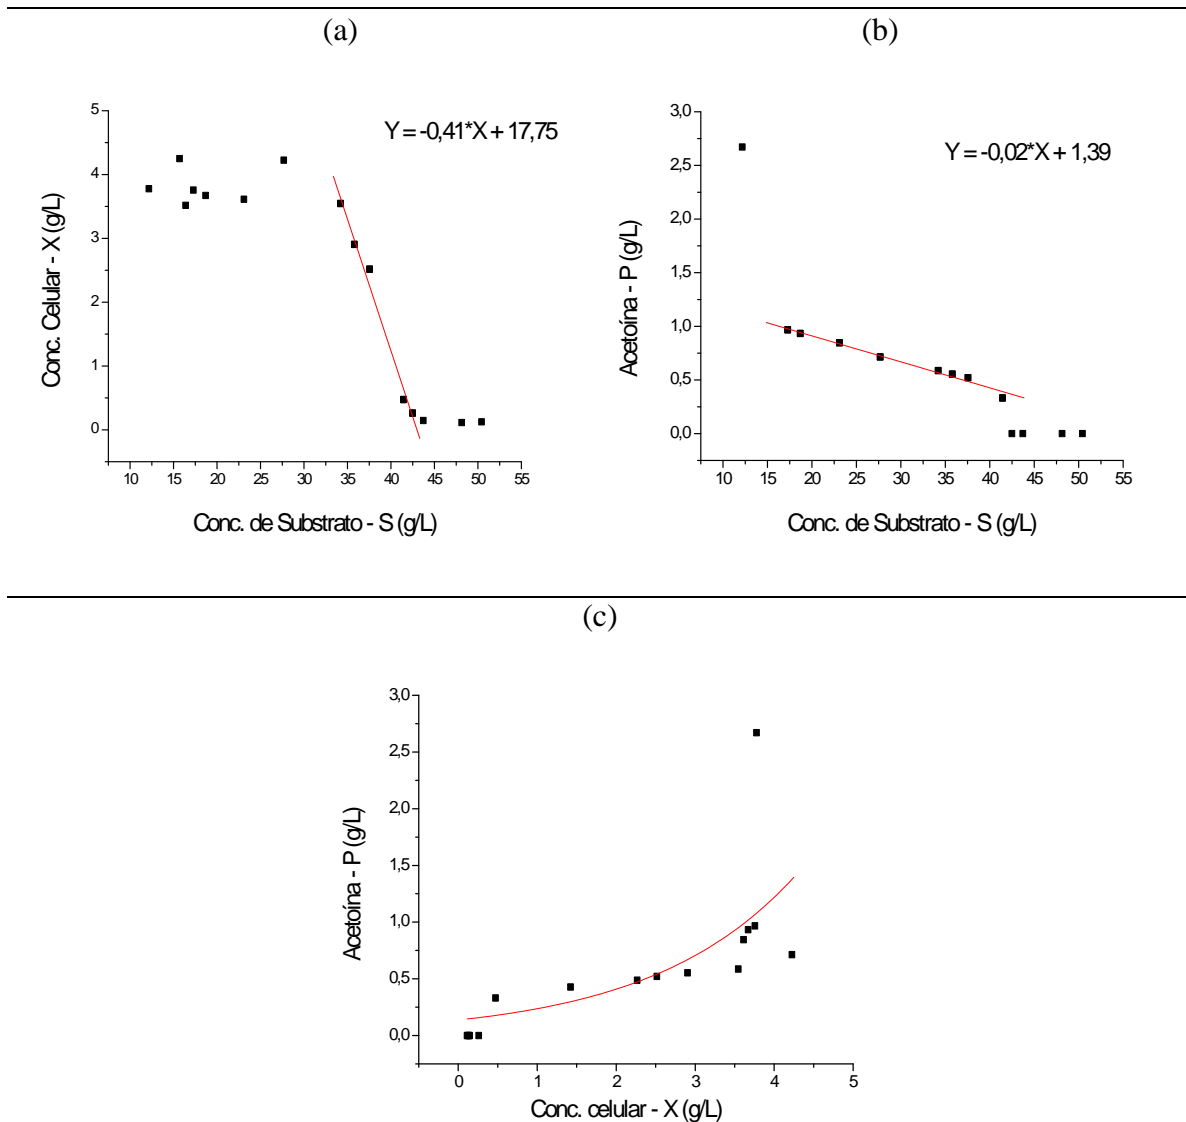 (a)
(b)
Y = -0,41*X + 17,75
Conc. Celular - X (g/L)
5
4
3
2
1
0
10 15 20 25 30 35 40 45 50 55
Conc. de Substrato - S (g/L)
Y = -0,02*X + 1,39
Acetoína - P (g/L)
3,0
2,5
2,0
1,5
1,0
0,5
0,0
10 15 20 25 30 35 40 45 50 55
Conc. de Substrato - S (g/L)
(c)
Acetoína - P (g/L)
3,0
2,5
2,0
1,5
1,0
0,5
0,0
0 1 2 3 4 5
Conc. celular - X (g/L)